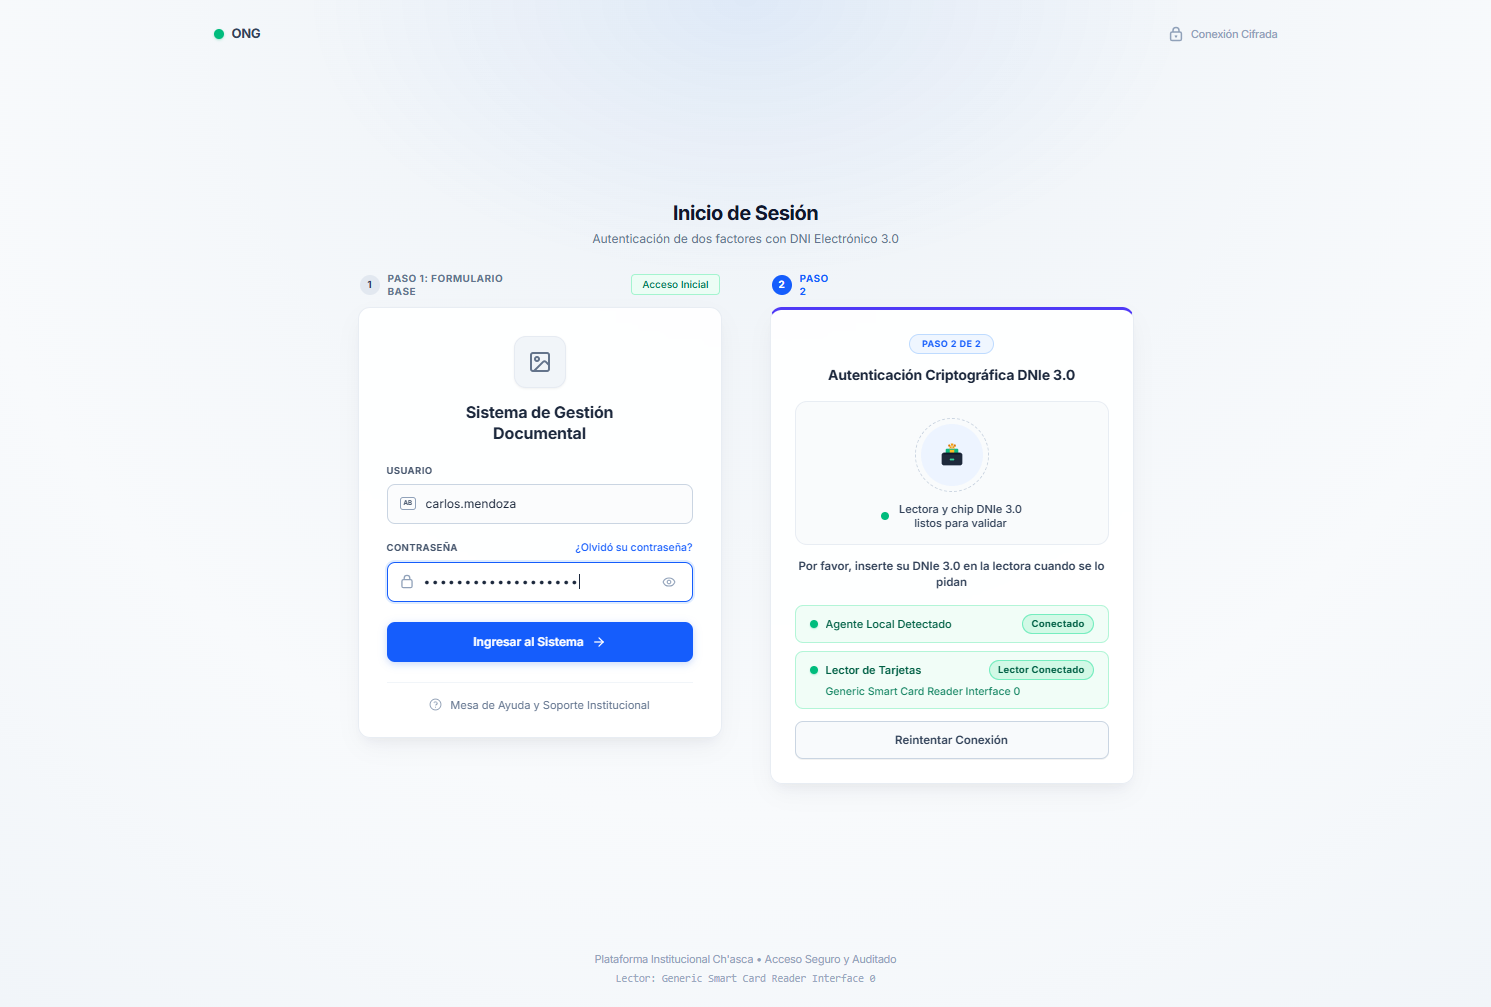 ONG
Conexión Cifrada
Inicio de Sesión
Autenticación de dos factores con DNI Electrónico 3.0
1
PASO 1: FORMULARIO
BASE
Acceso Inicial
Sistema de Gestión
Documental
USUARIO
AB
carlos.mendoza
CONTRASEÑA
¿Olvidó su contraseña?
•••••••••••••••••••
Ingresar al Sistema →
Mesa de Ayuda y Soporte Institucional
2
PASO
2
PASO 2 DE 2
Autenticación Criptográfica DNIe 3.0
Lectora y chip DNIe 3.0
listos para validar
Por favor, inserte su DNIe 3.0 en la lectora cuando se lo
pidan
Agente Local Detectado
Conectado
Lector de Tarjetas
Lector Conectado
Generic Smart Card Reader Interface 0
Reintentar Conexión
Plataforma Institucional Ch'asca • Acceso Seguro y Auditado
Lector: Generic Smart Card Reader Interface 0